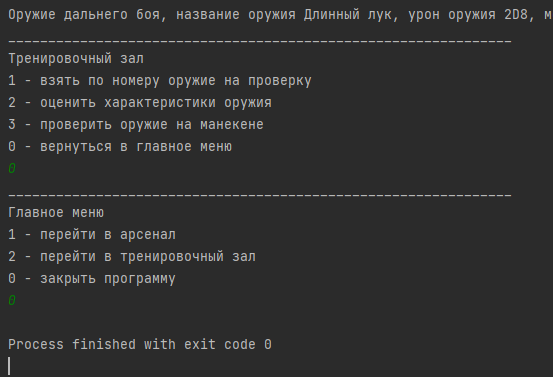 Оружие дальнего боя, название оружия Длинный лук, урон оружия 2D8, м
_______________________________________________________________
Тренировочный зал
1 - взять по номеру оружие на проверку
2 - оценить характеристики оружия
3 - проверить оружие на манекене
0 - вернуться в главное меню
0
_______________________________________________________________
Главное меню
1 - перейти в арсенал
2 - перейти в тренировочный зал
0 - закрыть программу
0
Process finished with exit code 0